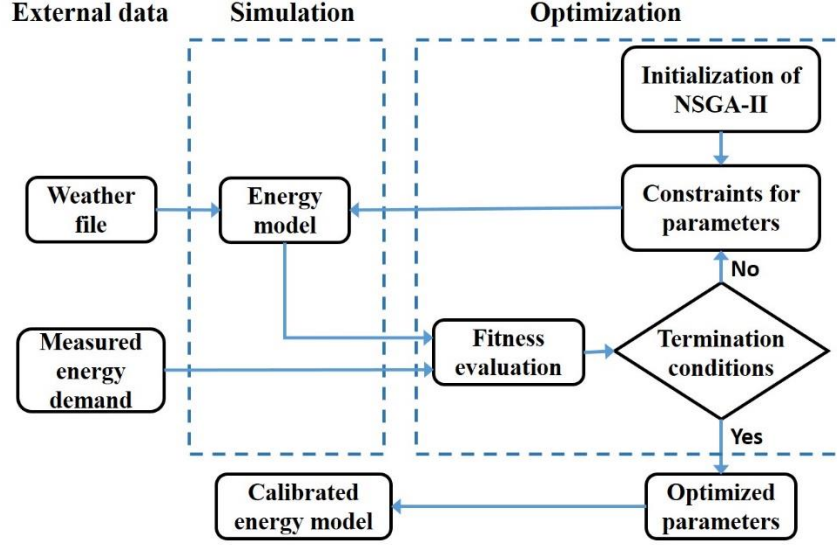 External data
Simulation
Optimization
Initialization of
NSGA-II
Weather
file
Energy
model
Constraints for
parameters
No
Measured
energy
demand
Fitness
evaluation
Termination
conditions
Yes
Calibrated
energy model
Optimized
parameters